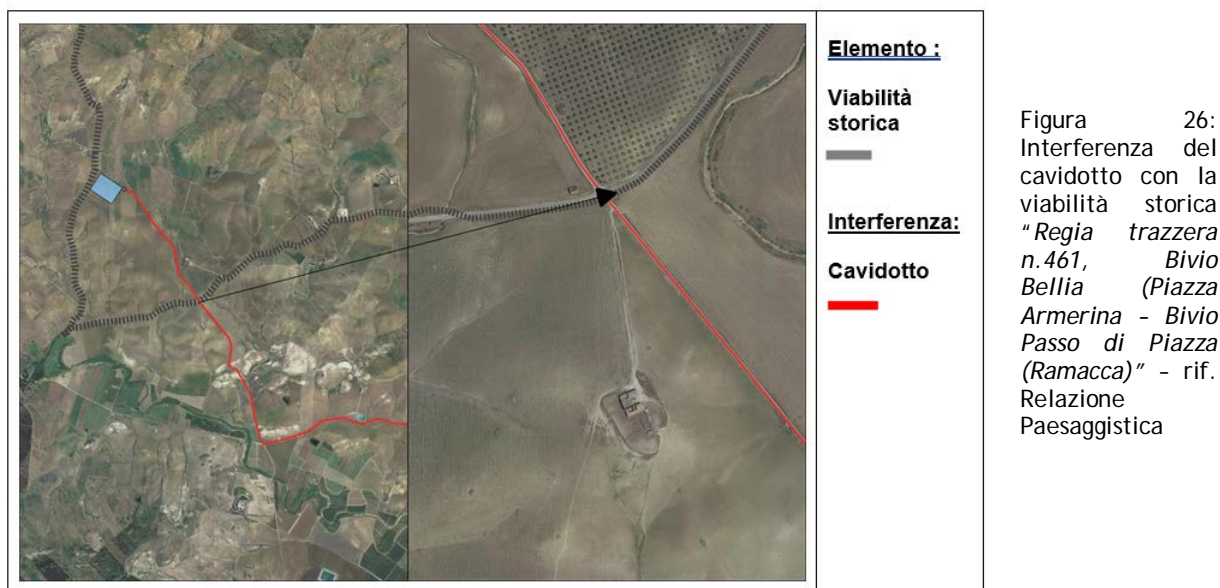 Elemento :
Viabilità
storica
Interferenza:
Cavidotto
Figura 26:
Interferenza del
cavidotto con la
viabilità storica
"Regia trazzera
n.461, Bivio
Bellia (Piazza
Armerina – Bivio
Passo di Piazza
(Ramacca)" – rif.
Relazione
Paesaggistica